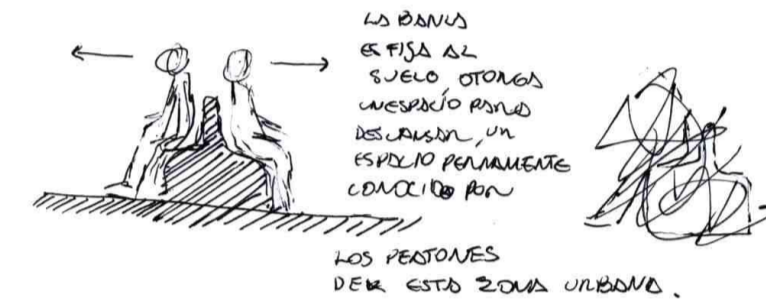 LA BANCA
ES FIJA AL
SUELO OTORGA
UN ESPACIO PARA
DESCANSAR, UN
ESPACIO PERMAMENTE
CONOCIDO POR
LOS PEATONES
DE ESTA ZONA URBANA.